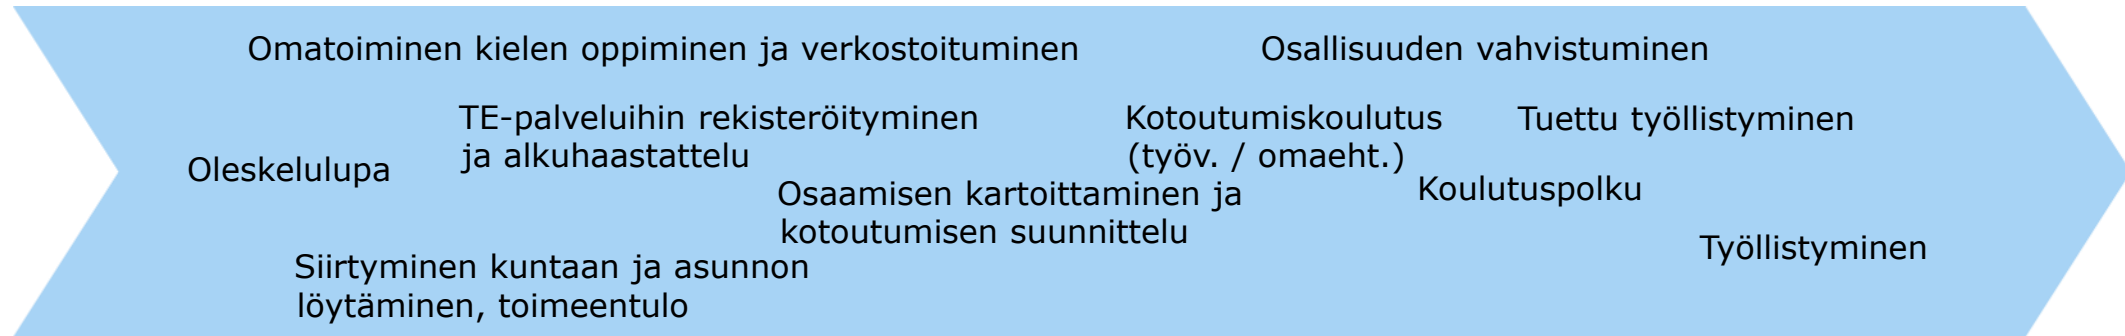 Omatoiminen kielen oppiminen ja verkostoituminen
Osallisuuden vahvistuminen
TE-palveluihin rekisteröityminen
ja alkuhaastattelu
Kotoutumiskoulutus
(työv. / omaeht.)
Tuettu työllistyminen
Oleskelulupa
Osaamisen kartoittaminen ja
kotoutumisen suunnittelu
Koulutuspolku
Siirtyminen kuntaan ja asunnon
löytäminen, toimeentulo
Työllistyminen